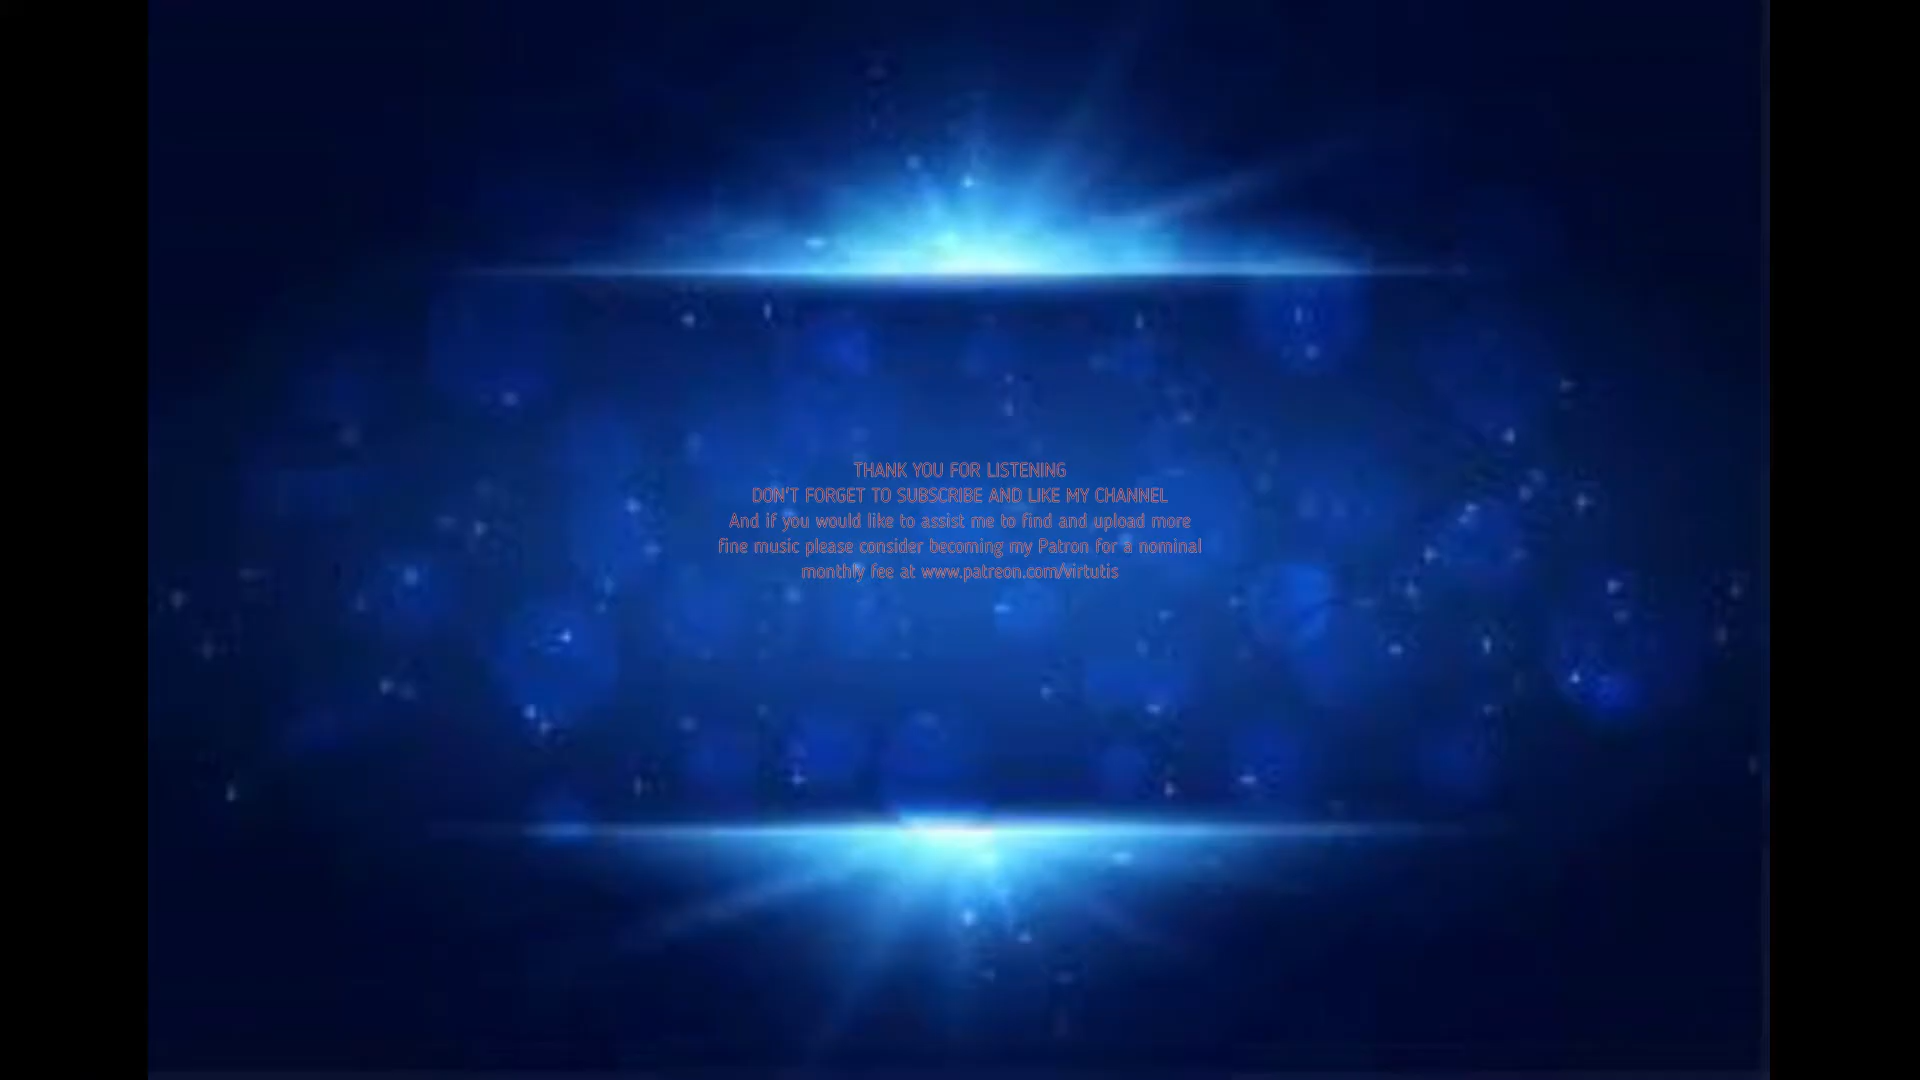 THANK YOU FOR LISTENING
DON'T FORGET TO SUBSCRIBE AND LIKE MY CHANNEL
And if you would like to assist me to find and upload more
fine music please consider becoming my Patron for a nominal
monthly fee at www.patreon.com/virtutis